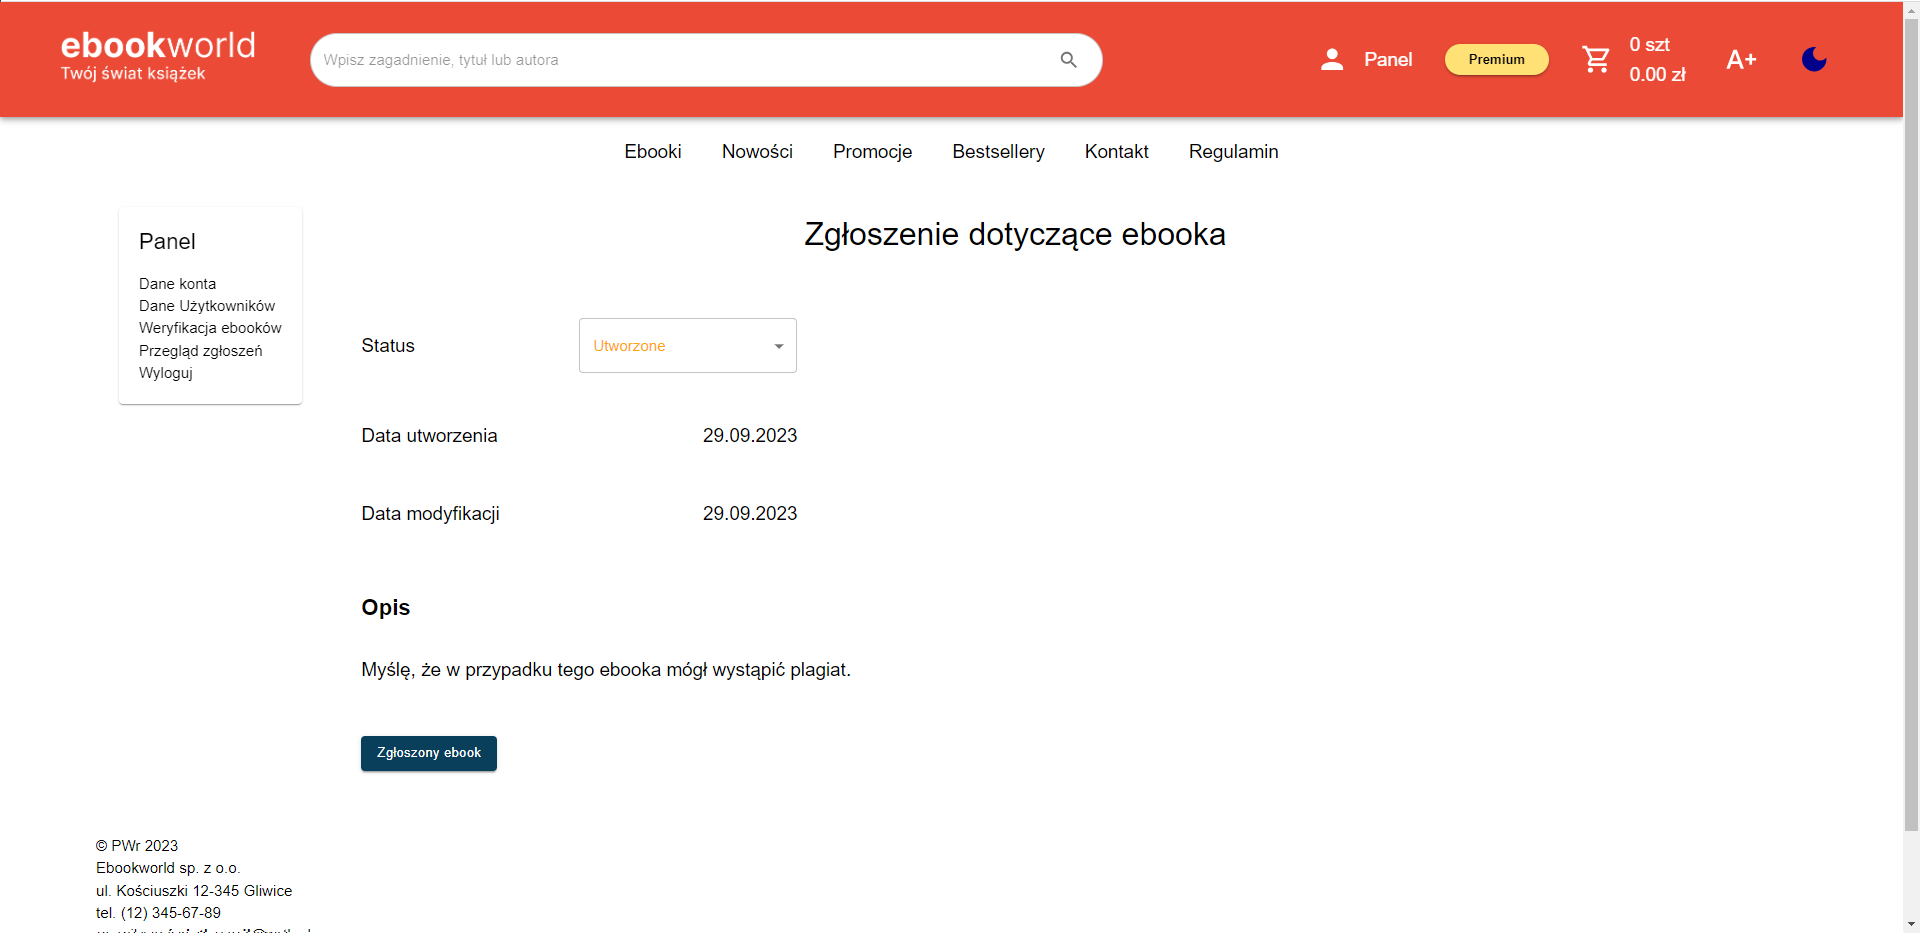 ebookworld
Twój świat książek
Wpisz zagadnienie, tytuł lub autora
Panel
Premium
0 szt
0.00 zł
A+
Ebooki Nowości Promocje Bestsellery Kontakt Regulamin
Panel
Dane konta
Dane Użytkowników
Weryfikacja ebooków
Przegląd zgłoszeń
Wyloguj
Zgłoszenie dotyczące ebooka
Status Utworzone
Data utworzenia 29.09.2023
Data modyfikacji 29.09.2023
Opis
Myślę, że w przypadku tego ebooka mógł wystąpić plagiat.
Zgłoszony ebook
© PWr 2023
Ebookworld sp. z o.o.
ul. Kościuszki 12-345 Gliwice
tel. (12) 345-67-89